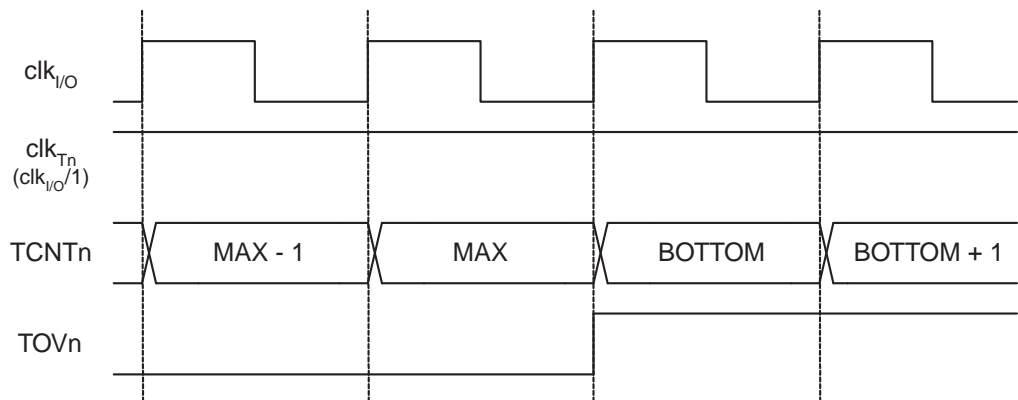 clkI/O
clkTn
(clkI/O/1)
TCNTn MAX - 1 MAX BOTTOM BOTTOM + 1
TOVn